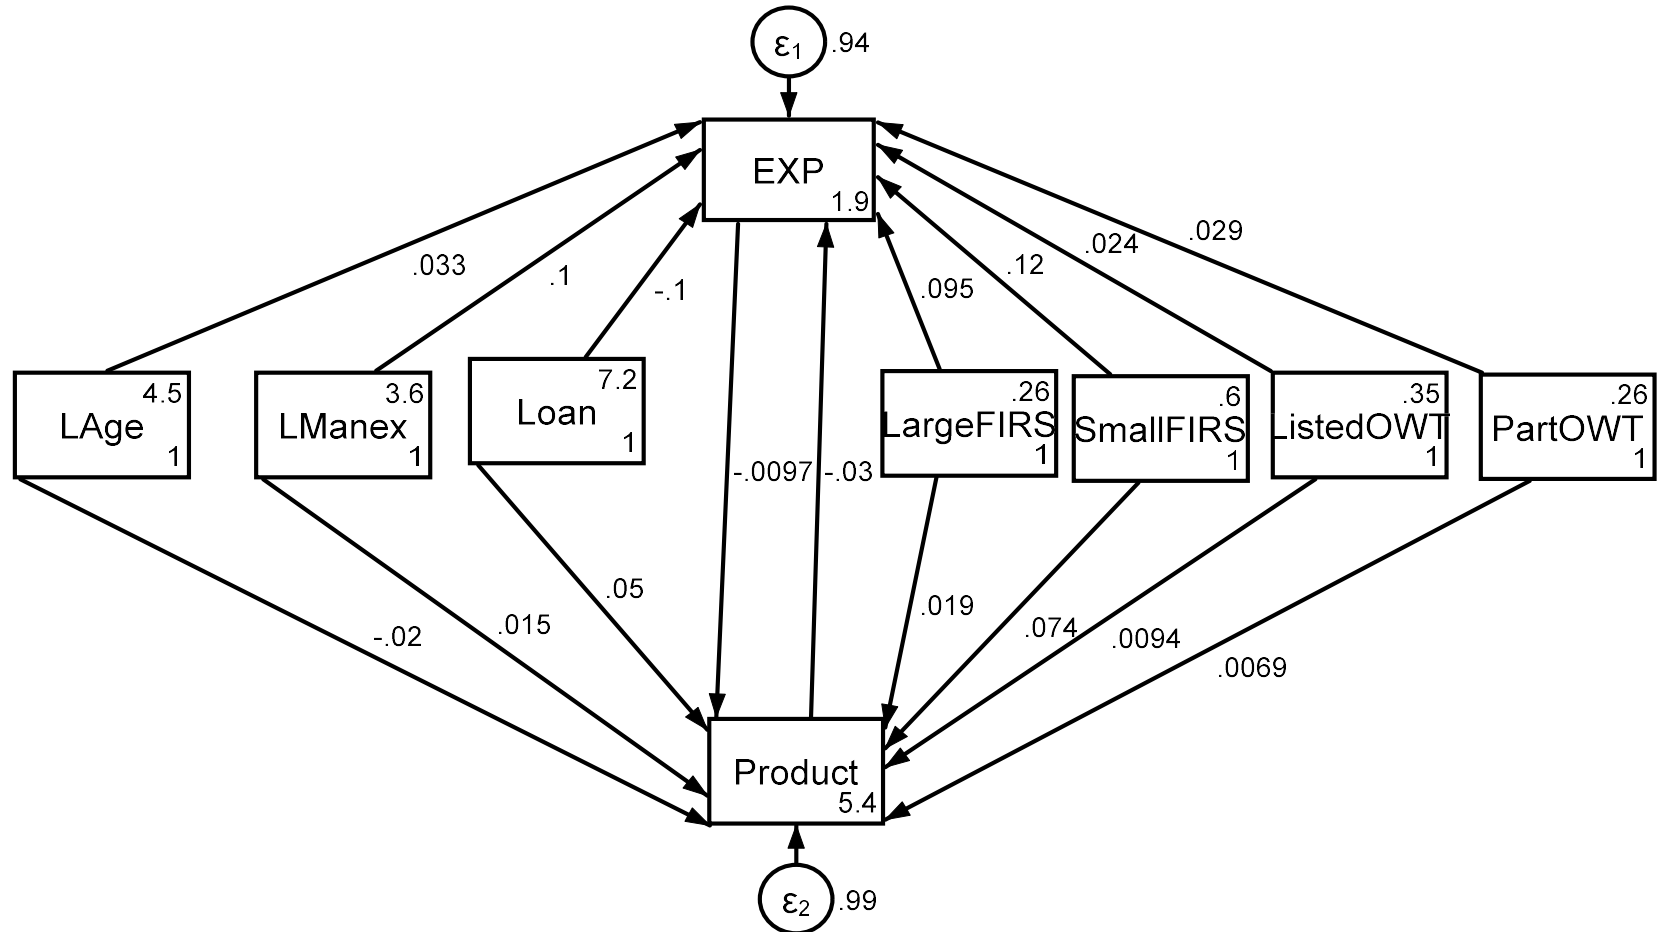 ε1 .94
EXP
1.9
.033
.1
-.1
.095
.12
.024
.029
4.5
LAge
1
3.6
LManex
1
7.2
Loan
1
.26
LargeFIRS
1
.6
SmallFIRS
1
.35
ListedOWT
1
.26
PartOWT
1
-.0097
-.03
-.02
.015
.05
.019
.074
.0094
.0069
Product
5.4
ε2 .99